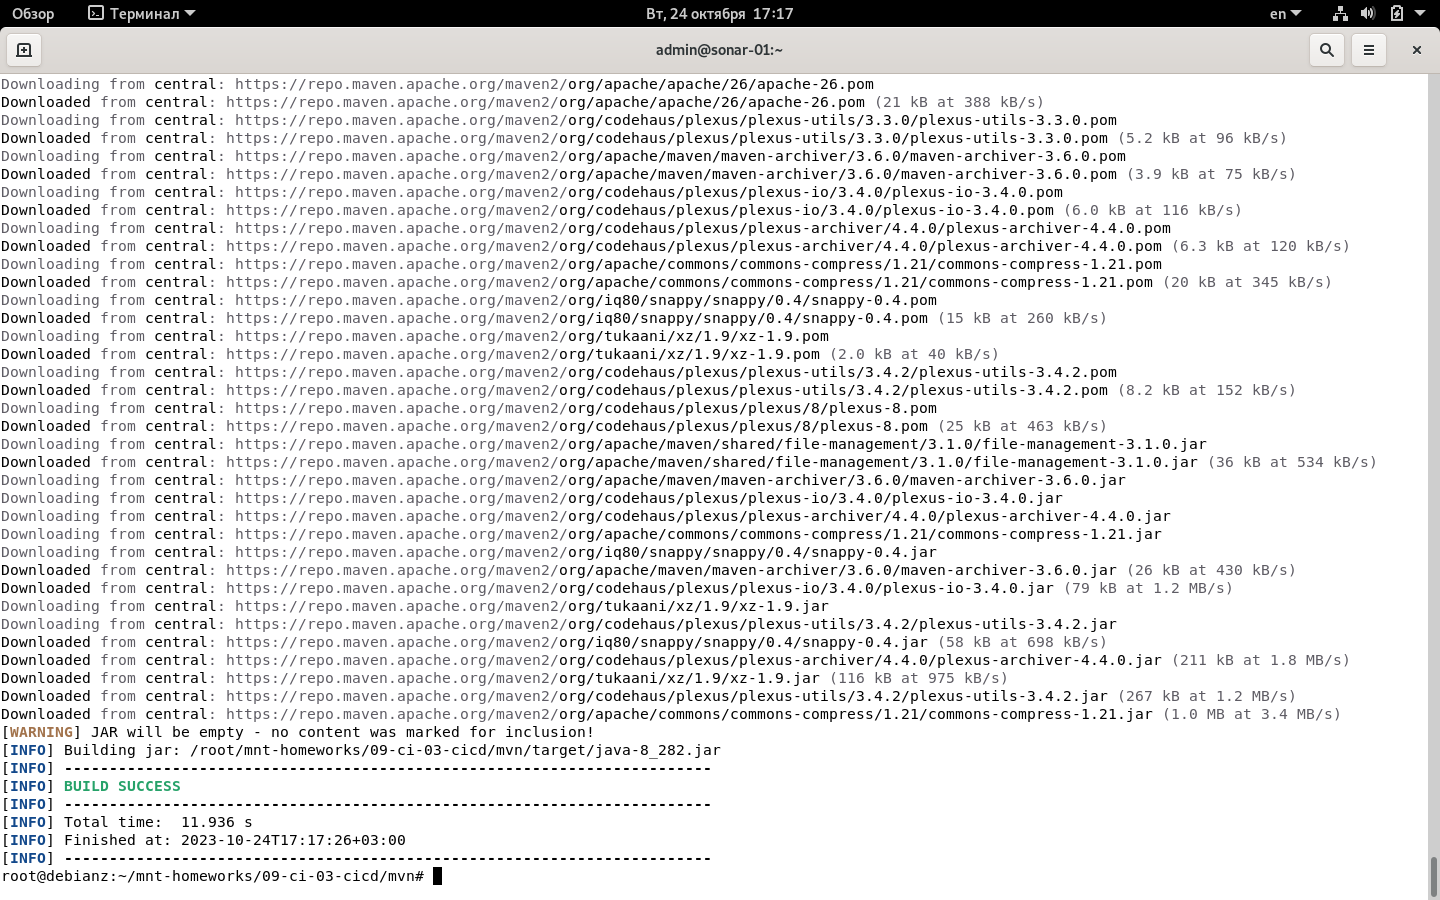 Обзор
Терминал
Вт, 24 октября 17:17
en
admin@sonar-01:~
Downloading from central: https://repo.maven.apache.org/maven2/org/apache/apache/26/apache-26.pom
Downloaded from central: https://repo.maven.apache.org/maven2/org/apache/apache/26/apache-26.pom (21 kB at 388 kB/s)
Downloading from central: https://repo.maven.apache.org/maven2/org/codehaus/plexus/plexus-utils/3.3.0/plexus-utils-3.3.0.pom
Downloaded from central: https://repo.maven.apache.org/maven2/org/codehaus/plexus/plexus-utils/3.3.0/plexus-utils-3.3.0.pom (5.2 kB at 96 kB/s)
Downloading from central: https://repo.maven.apache.org/maven2/org/apache/maven/maven-archiver/3.6.0/maven-archiver-3.6.0.pom
Downloaded from central: https://repo.maven.apache.org/maven2/org/apache/maven/maven-archiver/3.6.0/maven-archiver-3.6.0.pom (3.9 kB at 75 kB/s)
Downloading from central: https://repo.maven.apache.org/maven2/org/codehaus/plexus/plexus-io/3.4.0/plexus-io-3.4.0.pom
Downloaded from central: https://repo.maven.apache.org/maven2/org/codehaus/plexus/plexus-io/3.4.0/plexus-io-3.4.0.pom (6.0 kB at 116 kB/s)
Downloading from central: https://repo.maven.apache.org/maven2/org/codehaus/plexus/plexus-archiver/4.4.0/plexus-archiver-4.4.0.pom
Downloaded from central: https://repo.maven.apache.org/maven2/org/codehaus/plexus/plexus-archiver/4.4.0/plexus-archiver-4.4.0.pom (6.3 kB at 120 kB/s)
Downloading from central: https://repo.maven.apache.org/maven2/org/apache/commons/commons-compress/1.21/commons-compress-1.21.pom
Downloaded from central: https://repo.maven.apache.org/maven2/org/apache/commons/commons-compress/1.21/commons-compress-1.21.pom (20 kB at 345 kB/s)
Downloading from central: https://repo.maven.apache.org/maven2/org/iq80/snappy/snappy/0.4/snappy-0.4.pom
Downloaded from central: https://repo.maven.apache.org/maven2/org/iq80/snappy/snappy/0.4/snappy-0.4.pom (15 kB at 260 kB/s)
Downloading from central: https://repo.maven.apache.org/maven2/org/tukaani/xz/1.9/xz-1.9.pom
Downloaded from central: https://repo.maven.apache.org/maven2/org/tukaani/xz/1.9/xz-1.9.pom (2.0 kB at 40 kB/s)
Downloading from central: https://repo.maven.apache.org/maven2/org/codehaus/plexus/plexus-utils/3.4.2/plexus-utils-3.4.2.pom
Downloaded from central: https://repo.maven.apache.org/maven2/org/codehaus/plexus/plexus-utils/3.4.2/plexus-utils-3.4.2.pom (8.2 kB at 152 kB/s)
Downloading from central: https://repo.maven.apache.org/maven2/org/codehaus/plexus/plexus/8/plexus-8.pom
Downloaded from central: https://repo.maven.apache.org/maven2/org/codehaus/plexus/plexus/8/plexus-8.pom (25 kB at 463 kB/s)
Downloading from central: https://repo.maven.apache.org/maven2/org/apache/maven/shared/file-management/3.1.0/file-management-3.1.0.jar
Downloaded from central: https://repo.maven.apache.org/maven2/org/apache/maven/shared/file-management/3.1.0/file-management-3.1.0.jar (36 kB at 534 kB/s)
Downloading from central: https://repo.maven.apache.org/maven2/org/apache/maven/maven-archiver/3.6.0/maven-archiver-3.6.0.jar
Downloading from central: https://repo.maven.apache.org/maven2/org/codehaus/plexus/plexus-io/3.4.0/plexus-io-3.4.0.jar
Downloading from central: https://repo.maven.apache.org/maven2/org/codehaus/plexus/plexus-archiver/4.4.0/plexus-archiver-4.4.0.jar
Downloading from central: https://repo.maven.apache.org/maven2/org/apache/commons/commons-compress/1.21/commons-compress-1.21.jar
Downloading from central: https://repo.maven.apache.org/maven2/org/iq80/snappy/snappy/0.4/snappy-0.4.jar
Downloaded from central: https://repo.maven.apache.org/maven2/org/apache/maven/maven-archiver/3.6.0/maven-archiver-3.6.0.jar (26 kB at 430 kB/s)
Downloaded from central: https://repo.maven.apache.org/maven2/org/codehaus/plexus/plexus-io/3.4.0/plexus-io-3.4.0.jar (79 kB at 1.2 MB/s)
Downloading from central: https://repo.maven.apache.org/maven2/org/tukaani/xz/1.9/xz-1.9.jar
Downloading from central: https://repo.maven.apache.org/maven2/org/codehaus/plexus/plexus-utils/3.4.2/plexus-utils-3.4.2.jar
Downloaded from central: https://repo.maven.apache.org/maven2/org/iq80/snappy/snappy/0.4/snappy-0.4.jar (58 kB at 698 kB/s)
Downloaded from central: https://repo.maven.apache.org/maven2/org/codehaus/plexus/plexus-archiver/4.4.0/plexus-archiver-4.4.0.jar (211 kB at 1.8 MB/s)
Downloaded from central: https://repo.maven.apache.org/maven2/org/tukaani/xz/1.9/xz-1.9.jar (116 kB at 975 kB/s)
Downloaded from central: https://repo.maven.apache.org/maven2/org/codehaus/plexus/plexus-utils/3.4.2/plexus-utils-3.4.2.jar (267 kB at 1.2 MB/s)
Downloaded from central: https://repo.maven.apache.org/maven2/org/apache/commons/commons-compress/1.21/commons-compress-1.21.jar (1.0 MB at 3.4 MB/s)
[WARNING] JAR will be empty - no content was marked for inclusion!
[INFO] Building jar: /root/mnt-homeworks/09-ci-03-cicd/mvn/target/java-8_282.jar
[INFO] ------------------------------------------------------------------------
[INFO] BUILD SUCCESS
[INFO] ------------------------------------------------------------------------
[INFO] Total time:  11.936 s
[INFO] Finished at: 2023-10-24T17:17:26+03:00
[INFO] ------------------------------------------------------------------------
root@debianz:~/mnt-homeworks/09-ci-03-cicd/mvn#